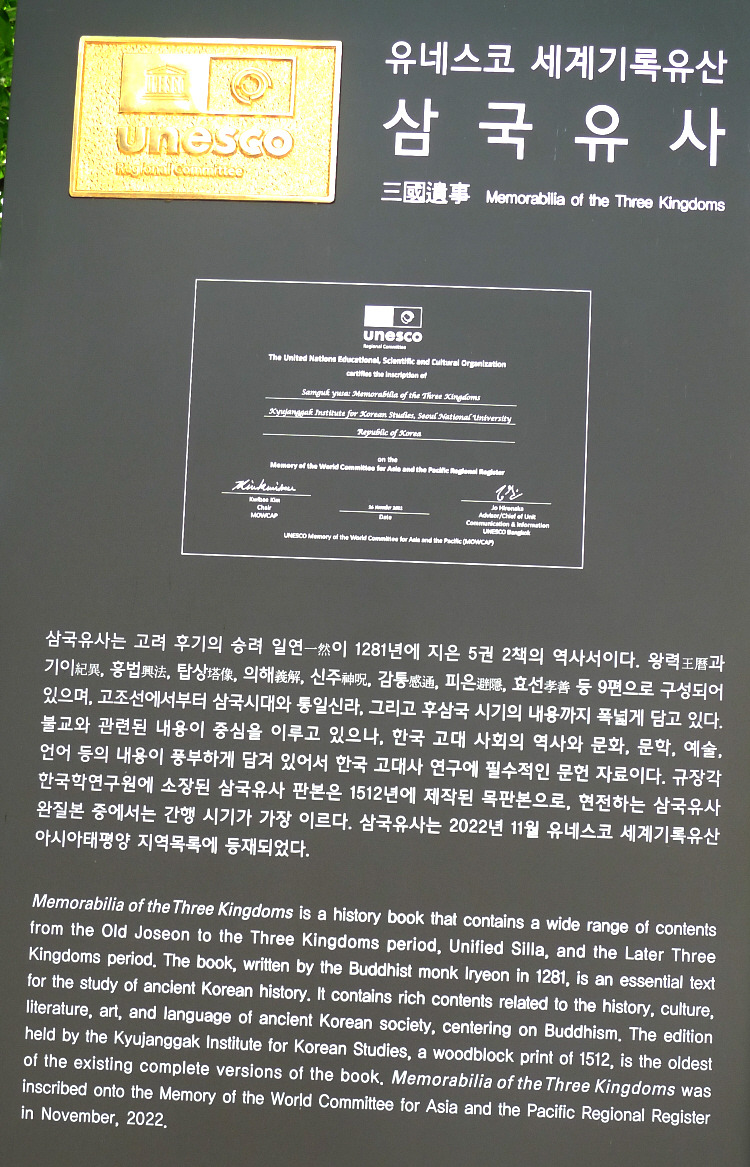 unesco
Regional Committee
유네스코 세계기록유산
삼국유사
三國遺事 Memorabilia of the Three Kingdoms
unesco
Regional Committee
The United Nations Educational, Scientific and Cultural Organization
certifies the inscription of
Samguk yusa: Memorabilia of the Three Kingdoms
Kyujanggak Institute for Korean Studies, Seoul National University
Republic of Korea
on the
Memory of the World Committee for Asia and the Pacific Regional Register
Kwibae Kim
Chair
MOWCAP
26 November 2022
Date
Jo Hironaka
Advisor/Chief of Unit
Communication & Information
UNESCO Bangkok
UNESCO Memory of the World Committee for Asia and the Pacific (MOWCAP)
삼국유사는 고려 후기의 승려 일연一然이 1281년에 지은 5권 2책의 역사서이다. 왕력王曆과
기이紀異, 흥법興法, 탑상塔像, 의해義解, 신주神呪, 감통感通, 피은避隱, 효선孝善 등 9편으로 구성되어
있으며, 고조선에서부터 삼국시대와 통일신라, 그리고 후삼국 시기의 내용까지 폭넓게 담고 있다.
불교와 관련된 내용이 중심을 이루고 있으나, 한국 고대 사회의 역사와 문화, 문학, 예술,
언어 등의 내용이 풍부하게 담겨 있어서 한국 고대사 연구에 필수적인 문헌 자료이다. 규장각
한국학연구원에 소장된 삼국유사 판본은 1512년에 제작된 목판본으로, 현전하는 삼국유사
완질본 중에서는 간행 시기가 가장 이르다. 삼국유사는 2022년 11월 유네스코 세계기록유산
아시아태평양 지역목록에 등재되었다.
Memorabilia of the Three Kingdoms is a history book that contains a wide range of contents
from the Old Joseon to the Three Kingdoms period, Unified Silla, and the Later Three
Kingdoms period. The book, written by the Buddhist monk Iryeon in 1281, is an essential text
for the study of ancient Korean history. It contains rich contents related to the history, culture,
literature, art, and language of ancient Korean society, centering on Buddhism. The edition
held by the Kyujanggak Institute for Korean Studies, a woodblock print of 1512, is the oldest
of the existing complete versions of the book. Memorabilia of the Three Kingdoms was
inscribed onto the Memory of the World Committee for Asia and the Pacific Regional Register
in November, 2022.